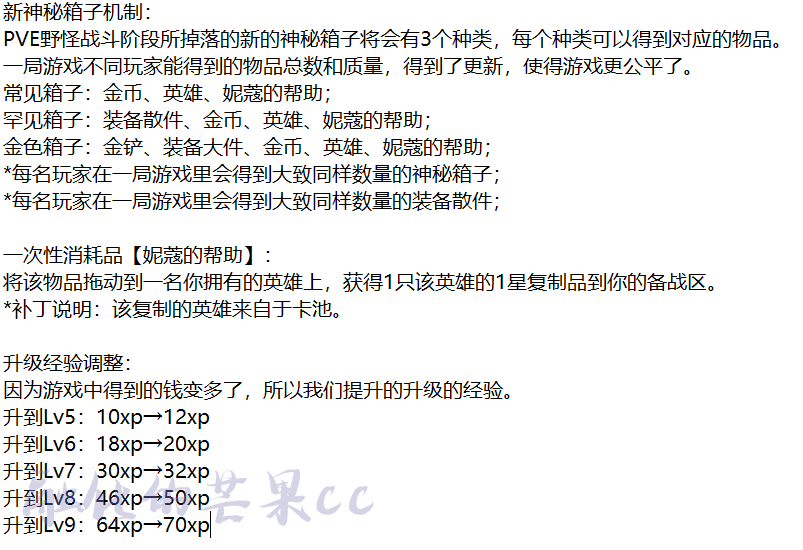 新神秘箱子机制：
PVE野怪战斗阶段所掉落的新的神秘箱子将会有3个种类，每个种类可以得到对应的物品。
一局游戏不同玩家能得到的物品总数和质量，得到了更新，使得游戏更公平了。
常见箱子：金币、英雄、妮蔻的帮助；
罕见箱子：装备散件、金币、英雄、妮蔻的帮助；
金色箱子：金铲、装备大件、金币、英雄、妮蔻的帮助；
*每名玩家在一局游戏里会得到大致同样数量的神秘箱子；
*每名玩家在一局游戏里会得到大致同样数量的装备散件；
一次性消耗品【妮蔻的帮助】：
将该物品拖动到一名你拥有的英雄上，获得1只该英雄的1星复制品到你的备战区。
*补丁说明：该复制的英雄来自于卡池。
升级经验调整：
因为游戏中得到的钱变多了，所以我们提升的升级的经验。
升到Lv5：10xp→12xp
升到Lv6：18xp→20xp
升到Lv7：30xp→32xp
升到Lv8：46xp→50xp
升到Lv9：64xp→70xp
的芒果cc